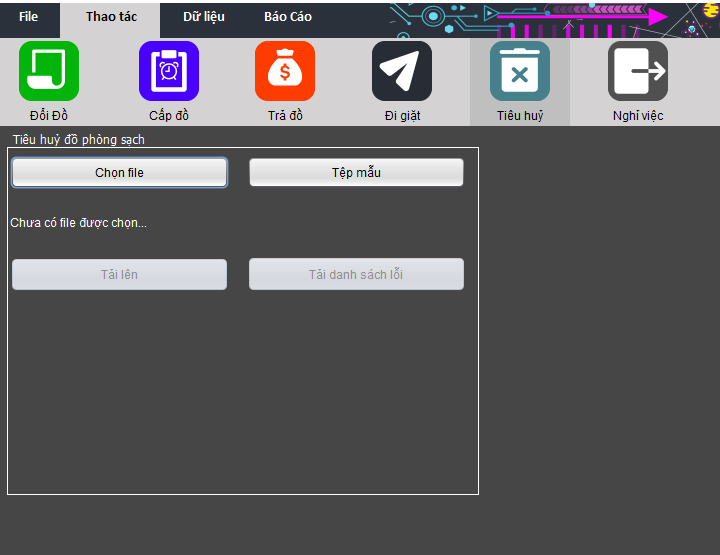 File Thao tác Dữ liệu Báo Cáo
Đổi Đồ Cấp đồ Trả đồ Đi giặt Tiêu huỷ Nghỉ việc
Tiêu huỷ đồ phòng sạch
Chọn file Tệp mẫu
Chưa có file được chọn...
Tải lên Tải danh sách lỗi